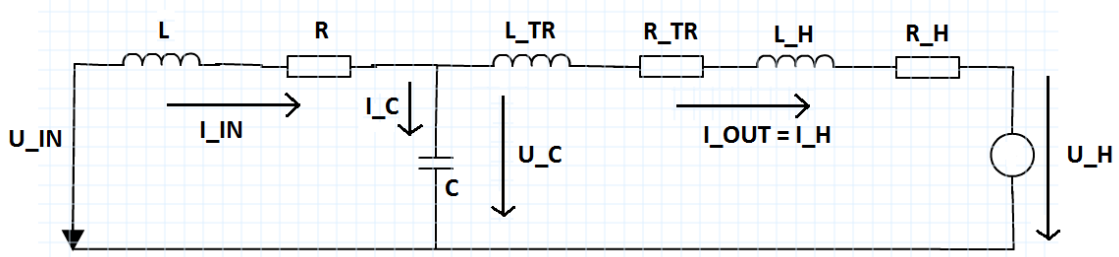 L
R
L_TR
R_TR
L_H
R_H
U_IN
I_IN
I_C
U_C
C
I_OUT = I_H
U_H